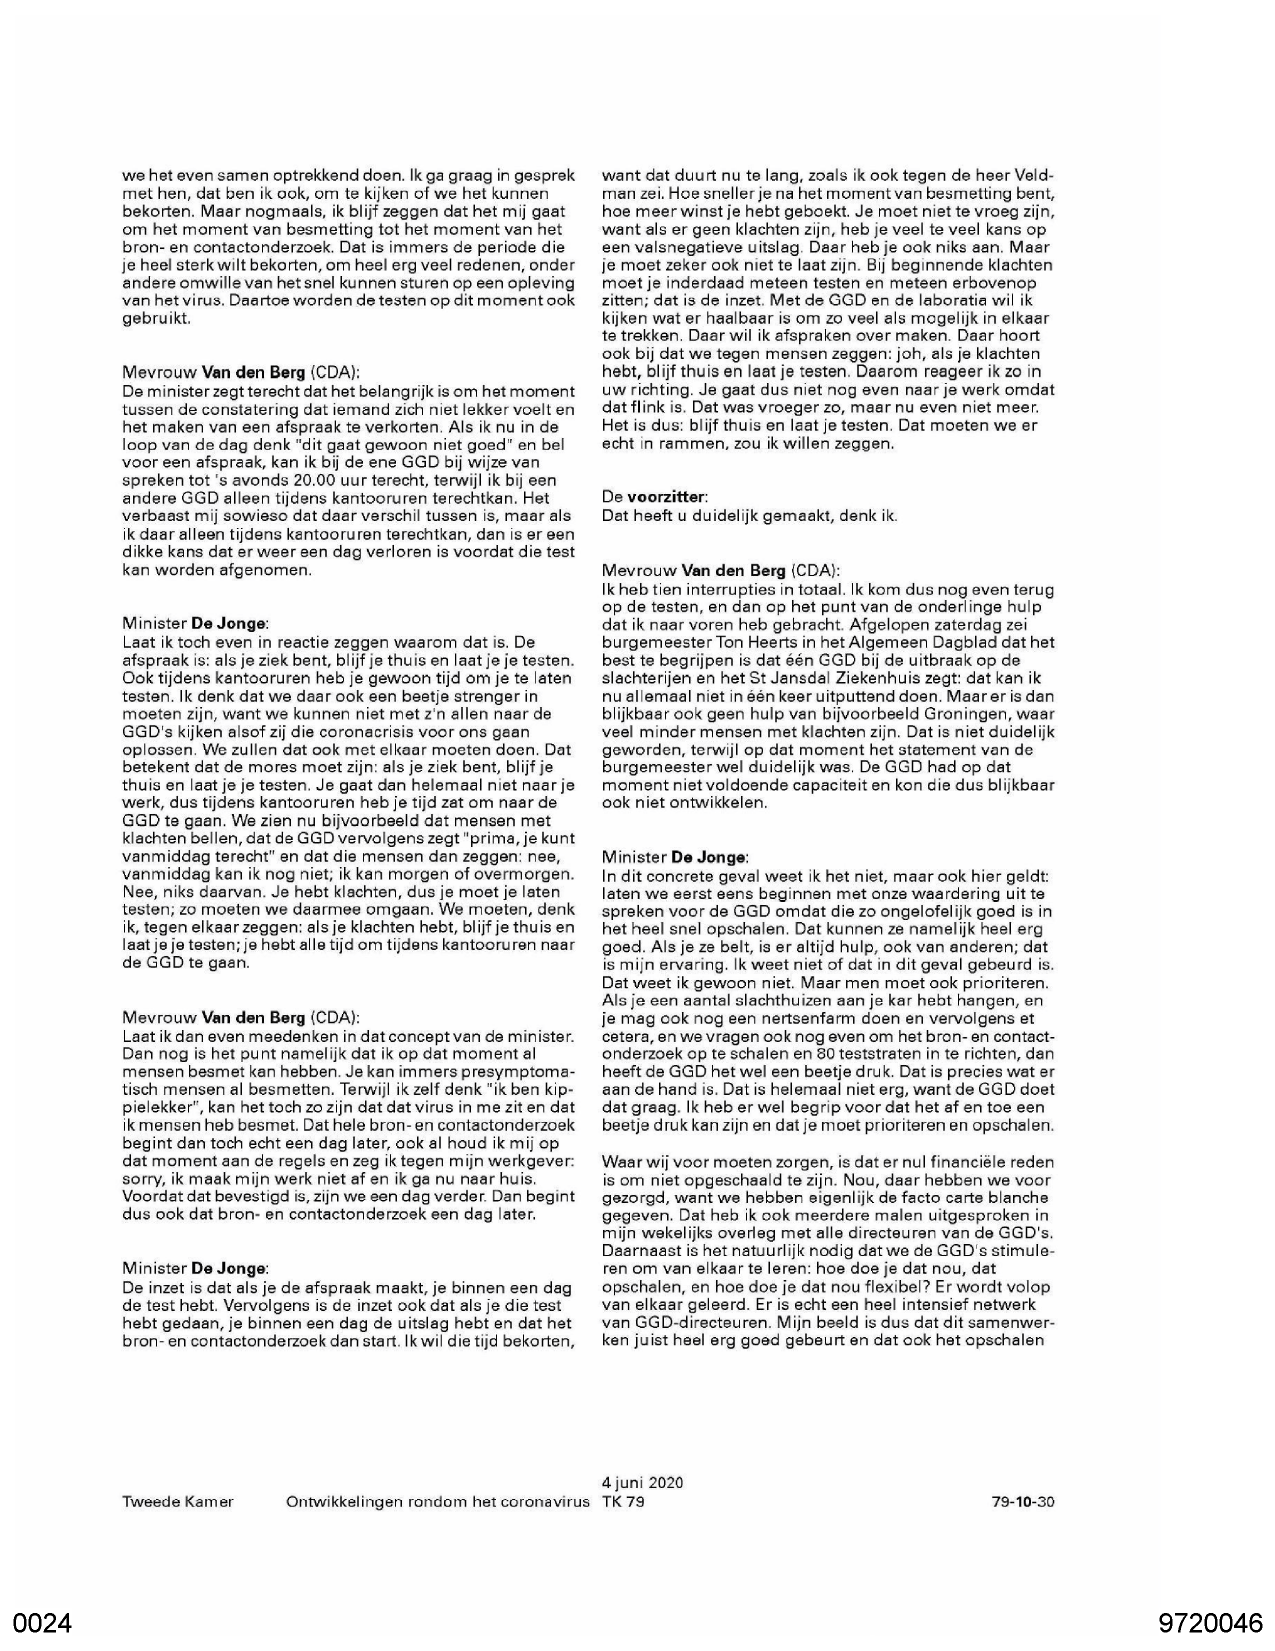 we het even samen optrekkend doen. Ik ga graag in gesprek
met hen, dat ben ik ook, om te kijken of we het kunnen
bekorten. Maar nogmaals, ik blijf zeggen dat het mij gaat
om het moment van besmetting tot het moment van het
bron- en contactonderzoek. Dat is immers de periode die
je heel sterk wilt bekorten, om heel erg veel redenen, onder
andere omwille van het snel kunnen sturen op een opleving
van het virus. Daartoe worden de testen op dit moment ook
gebruikt.
Mevrouw Van den Berg (CDA):
De minister zegt terecht dat het belangrijk is om het moment
tussen de constatering dat iemand zich niet lekker voelt en
het maken van een afspraak te verkorten. Als ik nu in de
loop van de dag denk "dit gaat gewoon niet goed" en bel
voor een afspraak, kan ik bij de ene GGD bij wijze van
spreken tot 's avonds 20.00 uur terecht, terwijl ik bij een
andere GGD alleen tijdens kantooruren terechtkan. Het
verbaast mij sowieso dat daar verschil tussen is, maar als
ik daar alleen tijdens kantooruren terechtkan, dan is er een
dikke kans dat er weer een dag verloren is voordat die test
kan worden afgenomen.
Minister De Jonge:
Laat ik toch even in reactie zeggen waarom dat is. De
afspraak is: als je ziek bent, blijf je thuis en laat je je testen.
Ook tijdens kantooruren heb je gewoon tijd om je te laten
testen. Ik denk dat we daar ook een beetje strenger in
moeten zijn, want we kunnen niet met z'n allen naar de
GGD's kijken alsof zij die coronacrisis voor ons gaan
oplossen. We zullen dat ook met elkaar moeten doen. Dat
betekent dat de mores moet zijn: als je ziek bent, blijf je
thuis en laat je je testen. Je gaat dan helemaal niet naar je
werk, dus tijdens kantooruren heb je tijd zat om naar de
GGD te gaan. We zien nu bijvoorbeeld dat mensen met
klachten bellen, dat de GGD vervolgens zegt "prima, je kunt
vanmiddag terecht" en dat die mensen dan zeggen: nee,
vanmiddag kan ik nog niet; ik kan morgen of overmorgen.
Nee, niks daarvan. Je hebt klachten, dus je moet je laten
testen; zo moeten we daarmee omgaan. We moeten, denk
ik, tegen elkaar zeggen: als je klachten hebt, blijf je thuis en
laat je je testen; je hebt alle tijd om tijdens kantooruren naar
de GGD te gaan.
Mevrouw Van den Berg (CDA):
Laat ik dan even meedenken in dat concept van de minister.
Dan nog is het punt namelijk dat ik op dat moment al
mensen besmet kan hebben. Je kan immers presymptoma-
tisch mensen al besmetten. Terwijl ik zelf denk "ik ben kip-
pielekker", kan het toch zo zijn dat dat virus in me zit en dat
ik mensen heb besmet. Dat hele bron- en contactonderzoek
begint dan toch echt een dag later, ook al houd ik mij op
dat moment aan de regels en zeg ik tegen mijn werkgever:
sorry, ik maak mijn werk niet af en ik ga nu naar huis.
Voordat dat bevestigd is, zijn we een dag verder. Dan begint
dus ook dat bron- en contactonderzoek een dag later.
Minister De Jonge:
De inzet is dat als je de afspraak maakt, je binnen een dag
de test hebt. Vervolgens is de inzet ook dat als je die test
hebt gedaan, je binnen een dag de uitslag hebt en dat het
bron- en contactonderzoek dan start. Ik wil die tijd bekorten,
want dat duurt nu te lang, zoals ik ook tegen de heer Veld-
man zei. Hoe sneller je na het moment van besmetting bent,
hoe meer winst je hebt geboekt. Je moet niet te vroeg zijn,
want als er geen klachten zijn, heb je veel te veel kans op
een valsnegatieve uitslag. Daar heb je ook niks aan. Maar
je moet zeker ook niet te laat zijn. Bij beginnende klachten
moet je inderdaad meteen testen en meteen erbovenop
zitten; dat is de inzet. Met de GGD en de laboratia wil ik
kijken wat er haalbaar is om zo veel als mogelijk in elkaar
te trekken. Daar wil ik afspraken over maken. Daar hoort
ook bij dat we tegen mensen zeggen: joh, als je klachten
hebt, blijf thuis en laat je testen. Daarom reageer ik zo in
uw richting. Je gaat dus niet nog even naar je werk omdat
dat flink is. Dat was vroeger zo, maar nu even niet meer.
Het is dus: blijf thuis en laat je testen. Dat moeten we er
echt in rammen, zou ik willen zeggen.
De voorzitter:
Dat heeft u duidelijk gemaakt, denk ik.
Mevrouw Van den Berg (CDA):
Ik heb tien interrupties in totaal. Ik kom dus nog even terug
op de testen, en dan op het punt van de onderlinge hulp
dat ik naar voren heb gebracht. Afgelopen zaterdag zei
burgemeester Ton Heerts in het Algemeen Dagblad dat het
best te begrijpen is dat één GGD bij de uitbraak op de
slachterijen en het St Jansdal Ziekenhuis zegt: dat kan ik
nu allemaal niet in één keer uitputtend doen. Maar er is dan
blijkbaar ook geen hulp van bijvoorbeeld Groningen, waar
veel minder mensen met klachten zijn. Dat is niet duidelijk
geworden, terwijl op dat moment het statement van de
burgemeester wel duidelijk was. De GGD had op dat
moment niet voldoende capaciteit en kon die dus blijkbaar
ook niet ontwikkelen.
Minister De Jonge:
In dit concrete geval weet ik het niet, maar ook hier geldt:
laten we eerst eens beginnen met onze waardering uit te
spreken voor de GGD omdat die zo ongelofelijk goed is in
het heel snel opschalen. Dat kunnen ze namelijk heel erg
goed. Als je ze belt, is er altijd hulp, ook van anderen; dat
is mijn ervaring. Ik weet niet of dat in dit geval gebeurd is.
Dat weet ik gewoon niet. Maar men moet ook prioriteren.
Als je een aantal slachthuizen aan je kar hebt hangen, en
je mag ook nog een nertsenfarm doen en vervolgens et
cetera, en we vragen ook nog even om het bron- en contact-
onderzoek op te schalen en 80 teststraten in te richten, dan
heeft de GGD het wel een beetje druk. Dat is precies wat er
aan de hand is. Dat is helemaal niet erg, want de GGD doet
dat graag. Ik heb er wel begrip voor dat het af en toe een
beetje druk kan zijn en dat je moet prioriteren en opschalen.
Waar wij voor moeten zorgen, is dat er nul financiële reden
is om niet opgeschaald te zijn. Nou, daar hebben we voor
gezorgd, want we hebben eigenlijk de facto carte blanche
gegeven. Dat heb ik ook meerdere malen uitgesproken in
mijn wekelijks overleg met alle directeuren van de GGD's.
Daarnaast is het natuurlijk nodig dat we de GGD's stimule-
ren om van elkaar te leren: hoe doe je dat nou, dat
opschalen, en hoe doe je dat nou flexibel? Er wordt volop
van elkaar geleerd. Er is echt een heel intensief netwerk
van GGD-directeuren. Mijn beeld is dus dat dit samenwer-
ken juist heel erg goed gebeurt en dat ook het opschalen
Tweede Kamer
Ontwikkelingen rondom het coronavirus
4 juni 2020
TK 79
79-10-30
0024
9720046